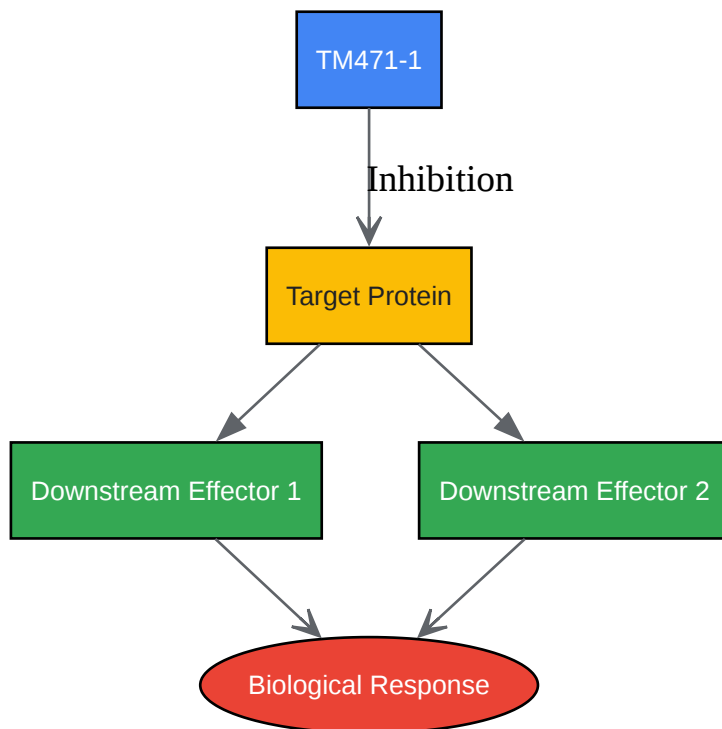 TM471-1
Inhibition
Target Protein
Downstream Effector 1
Downstream Effector 2
Biological Response